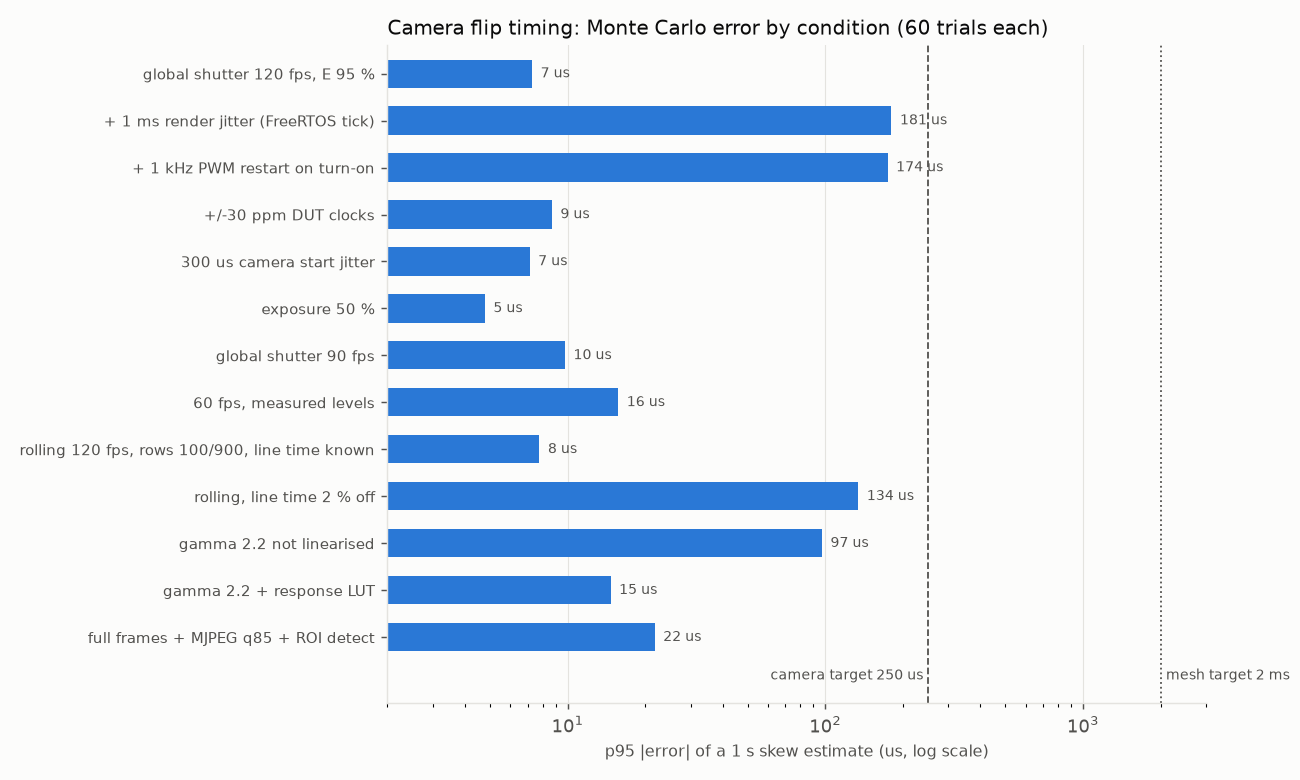 Camera flip timing: Monte Carlo error by condition (60 trials each)
global shutter 120 fps, E 95 %
7 us
+ 1 ms render jitter (FreeRTOS tick)
181 us
+ 1 kHz PWM restart on turn-on
174 us
+/-30 ppm DUT clocks
9 us
300 us camera start jitter
7 us
exposure 50 %
5 us
global shutter 90 fps
10 us
60 fps, measured levels
16 us
rolling 120 fps, rows 100/900, line time known
8 us
rolling, line time 2 % off
134 us
gamma 2.2 not linearised
97 us
gamma 2.2 + response LUT
15 us
full frames + MJPEG q85 + ROI detect
22 us
camera target 250 us
mesh target 2 ms
10¹ 10² 10³
p95 |error| of a 1 s skew estimate (us, log scale)